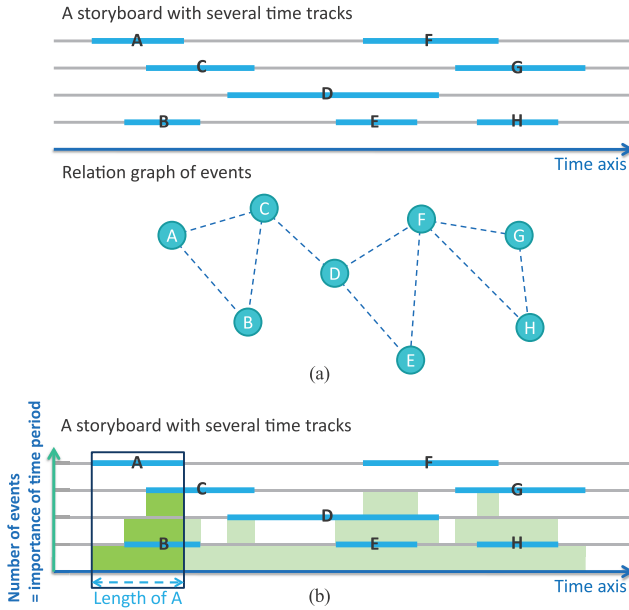 A storyboard with several time tracks
A F
C G
D
B E H
Time axis
Relation graph of events
C
F
A G
D
B H
E
(a)
A storyboard with several time tracks
Number of events
= importance of time period
A F
C G
D
B E H
Time axis
Length of A
(b)